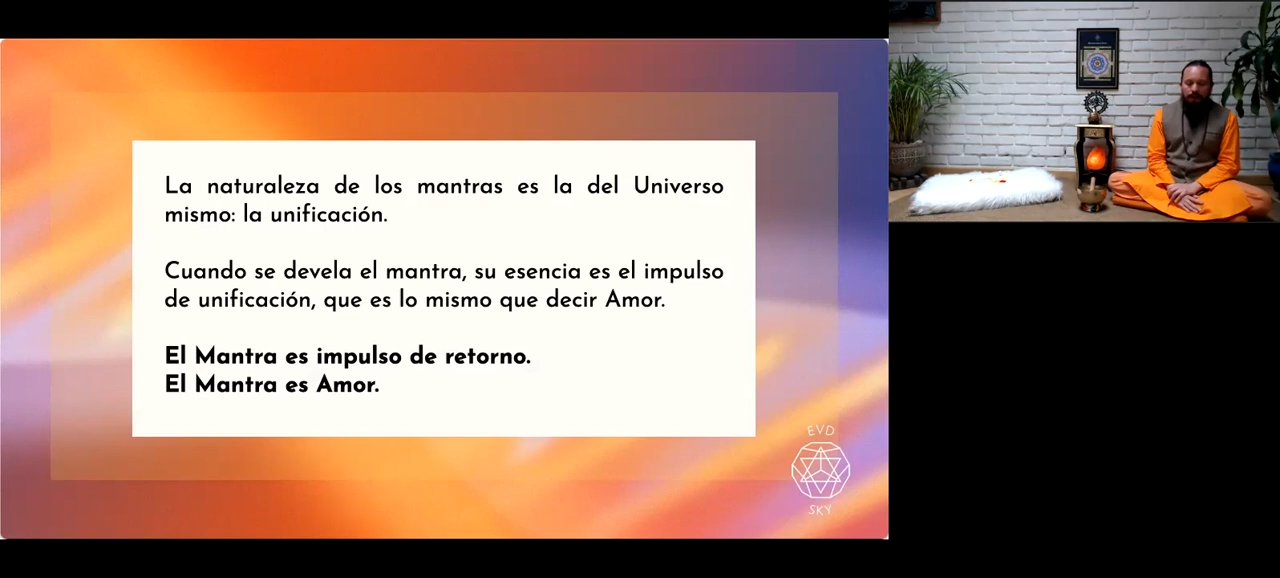 La naturaleza de los mantras es la del Universo
mismo: la unificación.
Cuando se devela el mantra, su esencia es el impulso
de unificación, que es lo mismo que decir Amor.
El Mantra es impulso de retorno.
El Mantra es Amor.
EVD
SKY